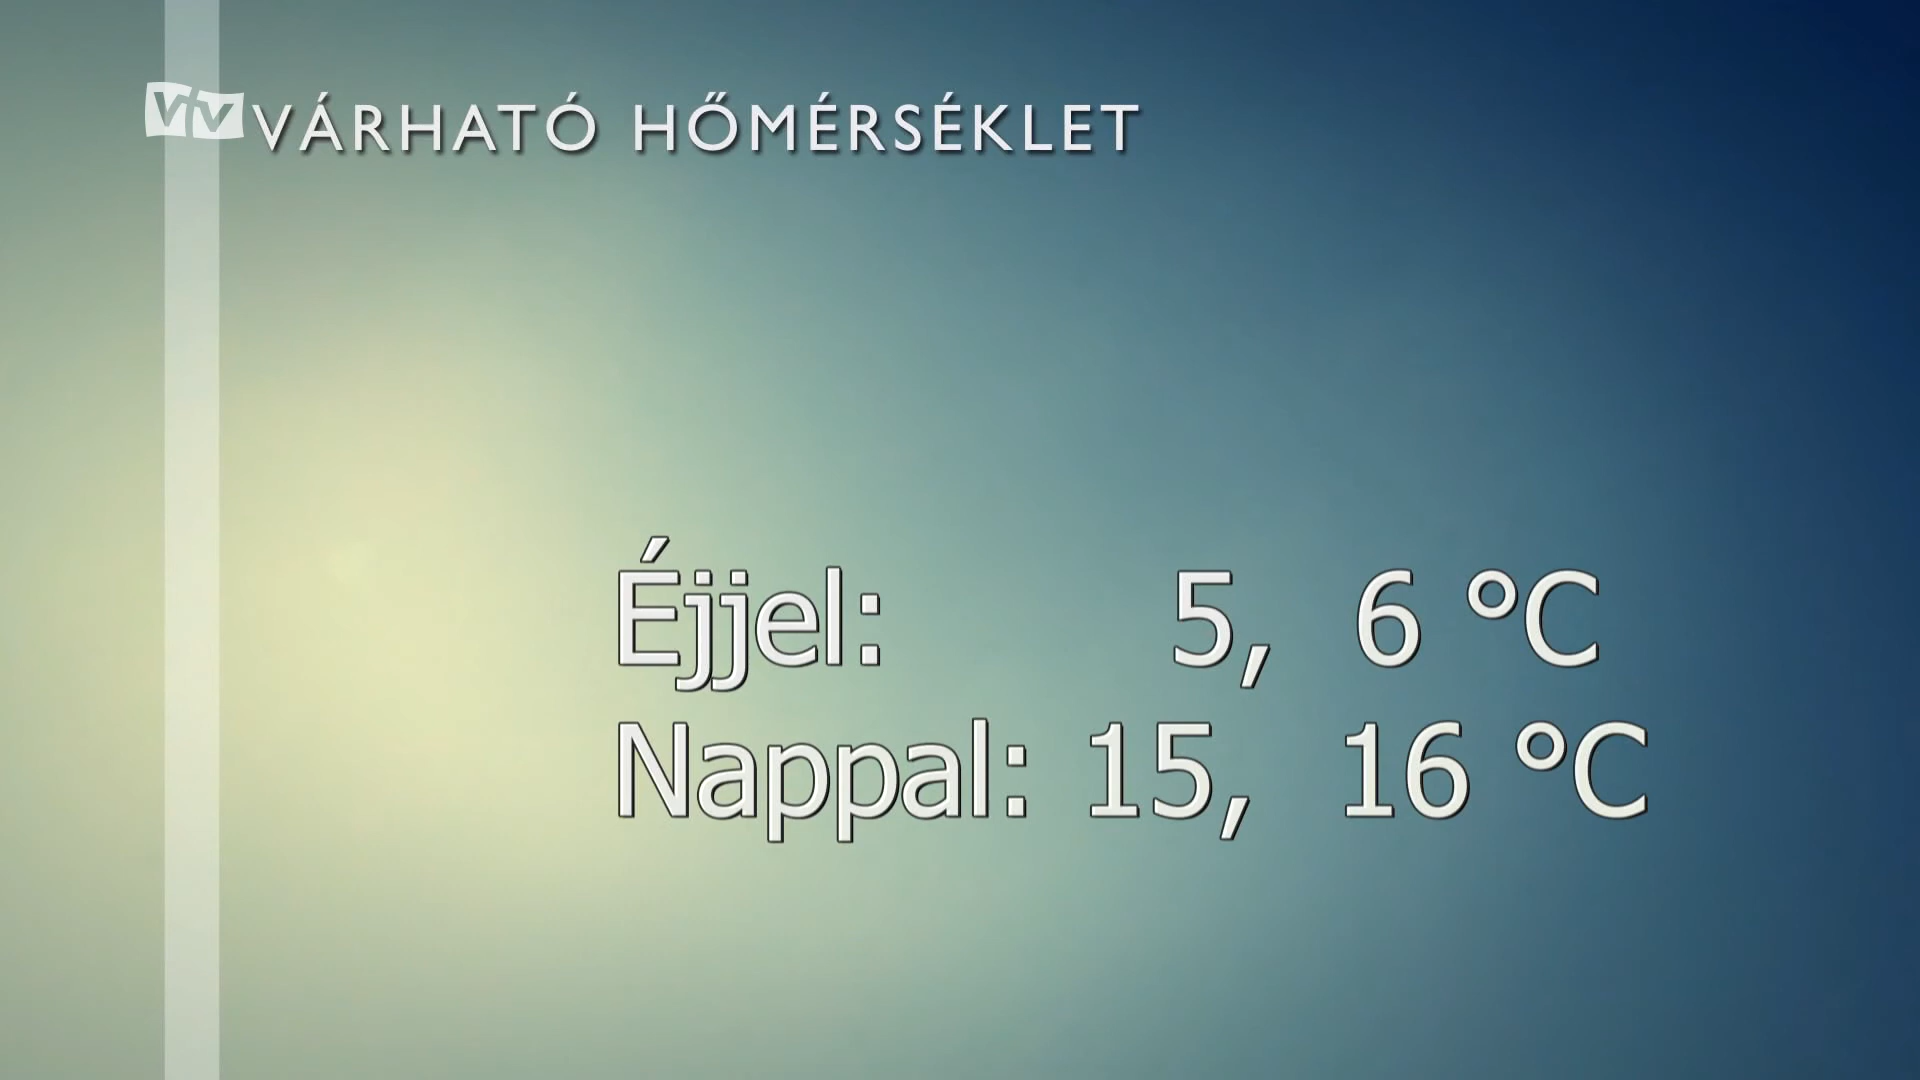 VTV VÁRHATÓ HŐMÉRSÉKLET
Éjjel: 5, 6 °C
Nappal: 15, 16 °C